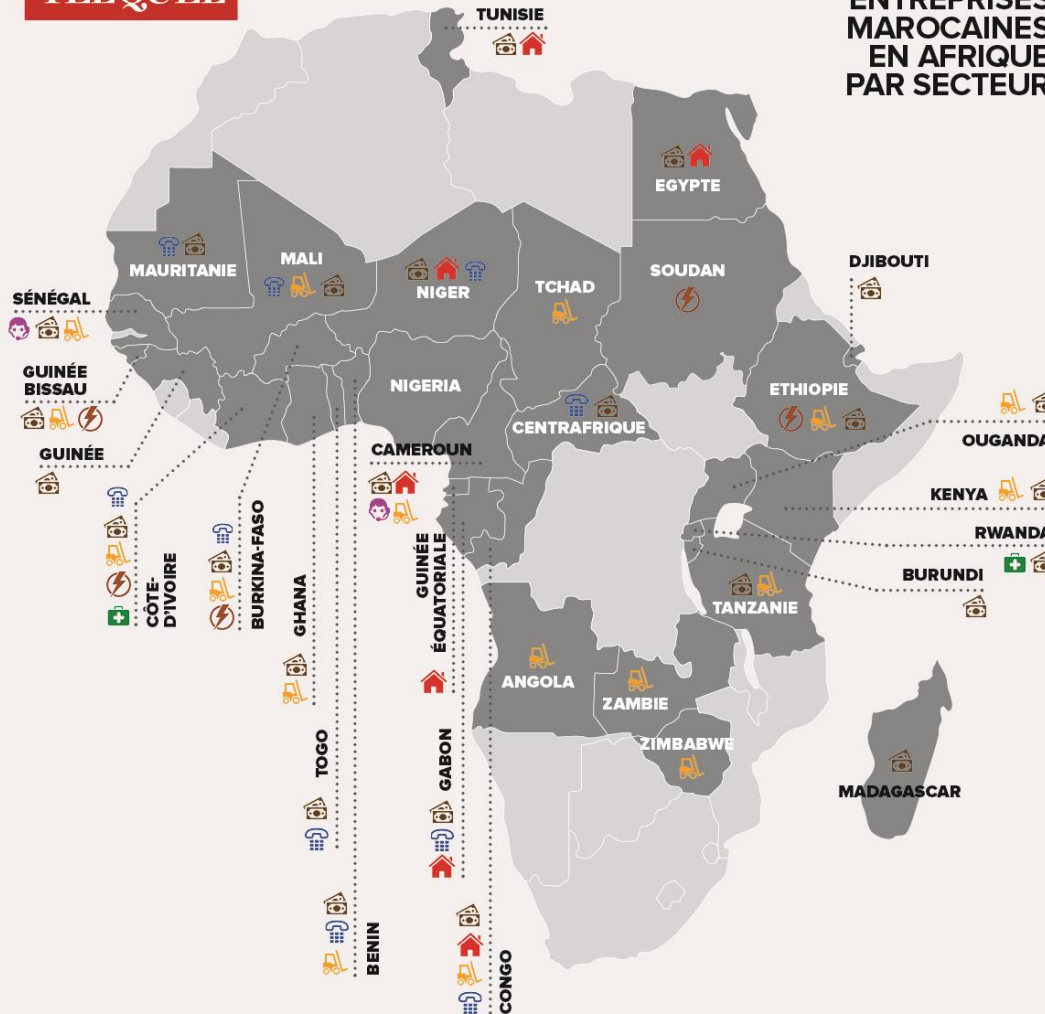 TELQUEL
ENTREPRISES
MAROCAINES
EN AFRIQUE
PAR SECTEUR
TUNISIE
EGYPTE
MAURITANIE
MALI
NIGER
TCHAD
SOUDAN
DJIBOUTI
SÉNÉGAL
GUINÉE
BISSAU
NIGERIA
ETHIOPIE
CENTRAFRIQUE
OUGANDA
GUINÉE
CAMEROUN
KENYA
RWANDA
BURUNDI
CÔTE-
D'IVOIRE
BURKINA-FASO
GHANA
GUINÉE
ÉQUATORIALE
TANZANIE
ANGOLA
ZAMBIE
ZIMBABWE
TOGO
GABON
MADAGASCAR
BENIN
CONGO